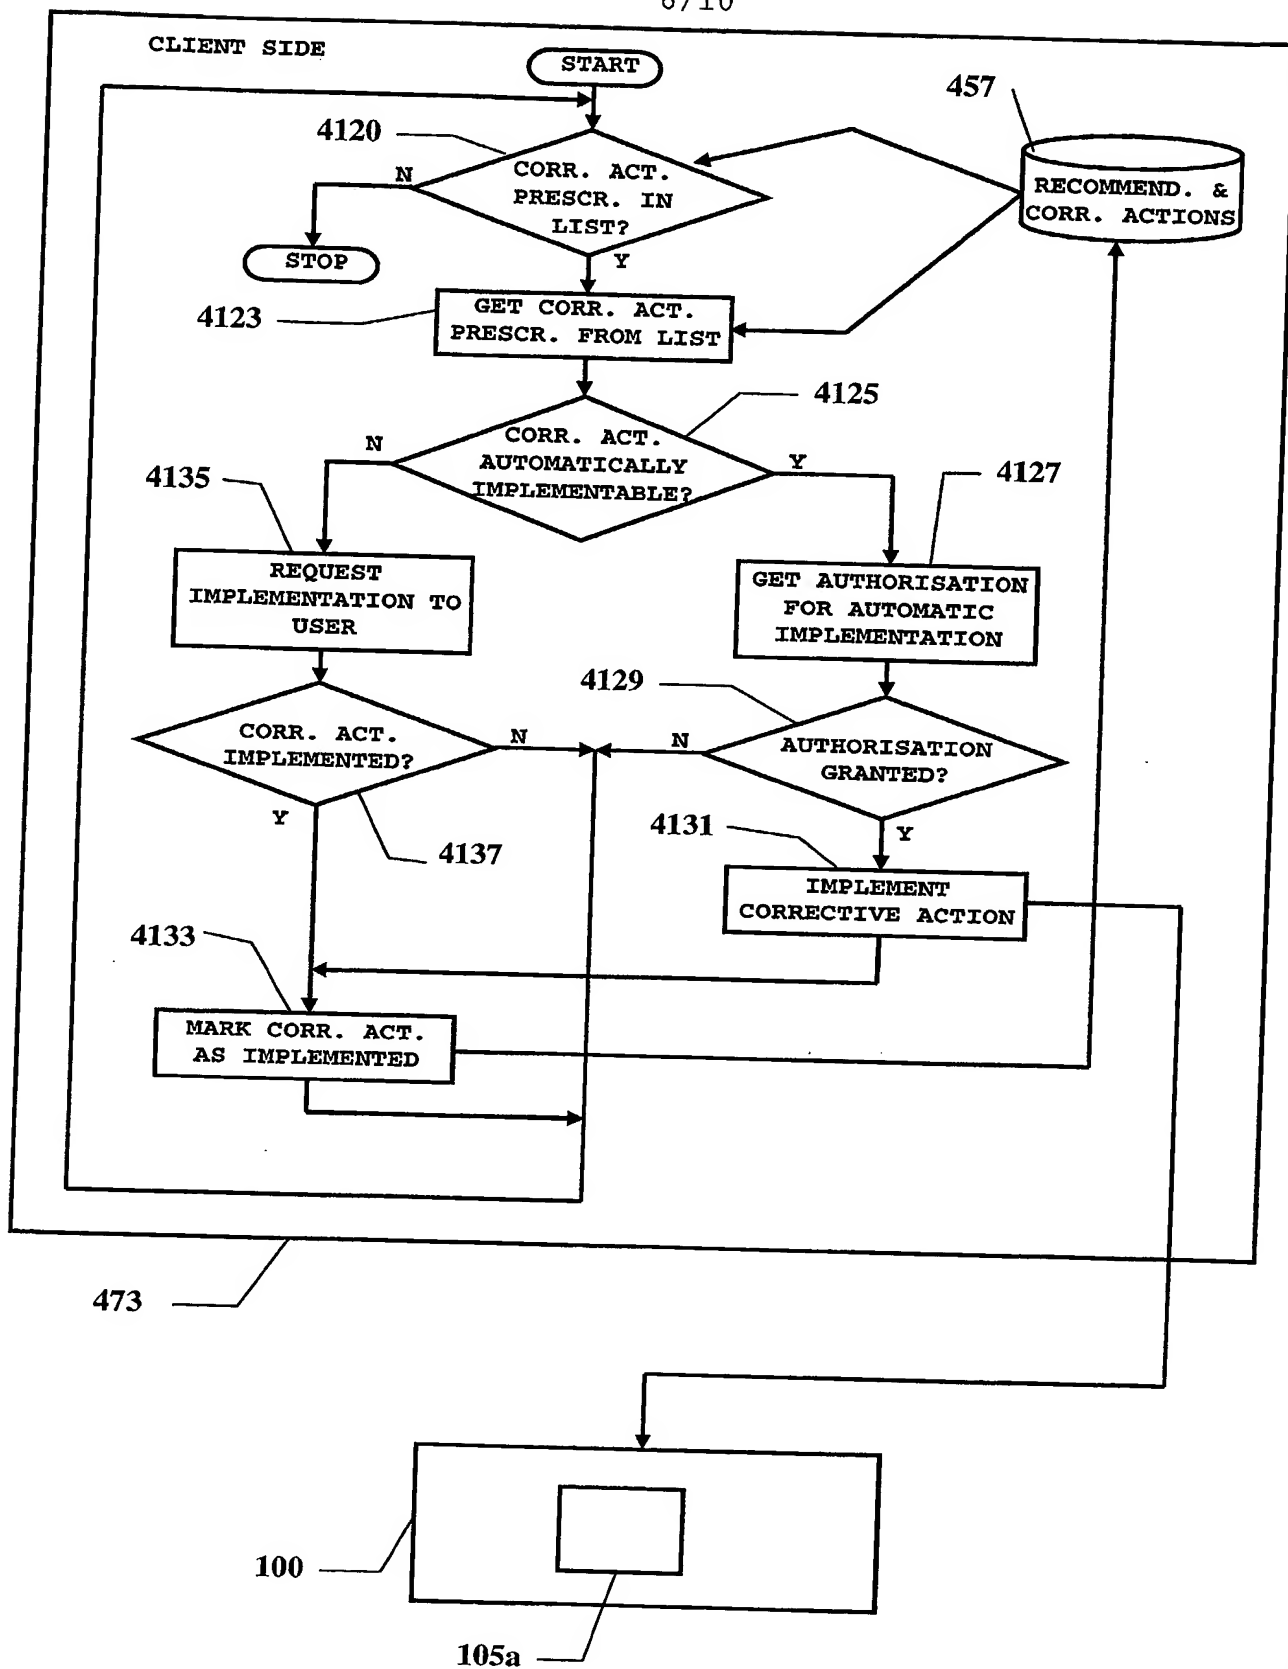 6/10
CLIENT SIDE
START
457
4120
CORR. ACT.
PRESCR. IN
LIST?
N
RECOMMEND. &
CORR. ACTIONS
STOP
Y
4123
GET CORR. ACT.
PRESCR. FROM LIST
4125
CORR. ACT.
AUTOMATICALLY
IMPLEMENTABLE?
N
Y
4135
4127
REQUEST
IMPLEMENTATION TO
USER
GET AUTHORISATION
FOR AUTOMATIC
IMPLEMENTATION
4129
CORR. ACT.
IMPLEMENTED?
N
N
AUTHORISATION
GRANTED?
Y
4137
4131
Y
IMPLEMENT
CORRECTIVE ACTION
4133
MARK CORR. ACT.
AS IMPLEMENTED
473
100
105a